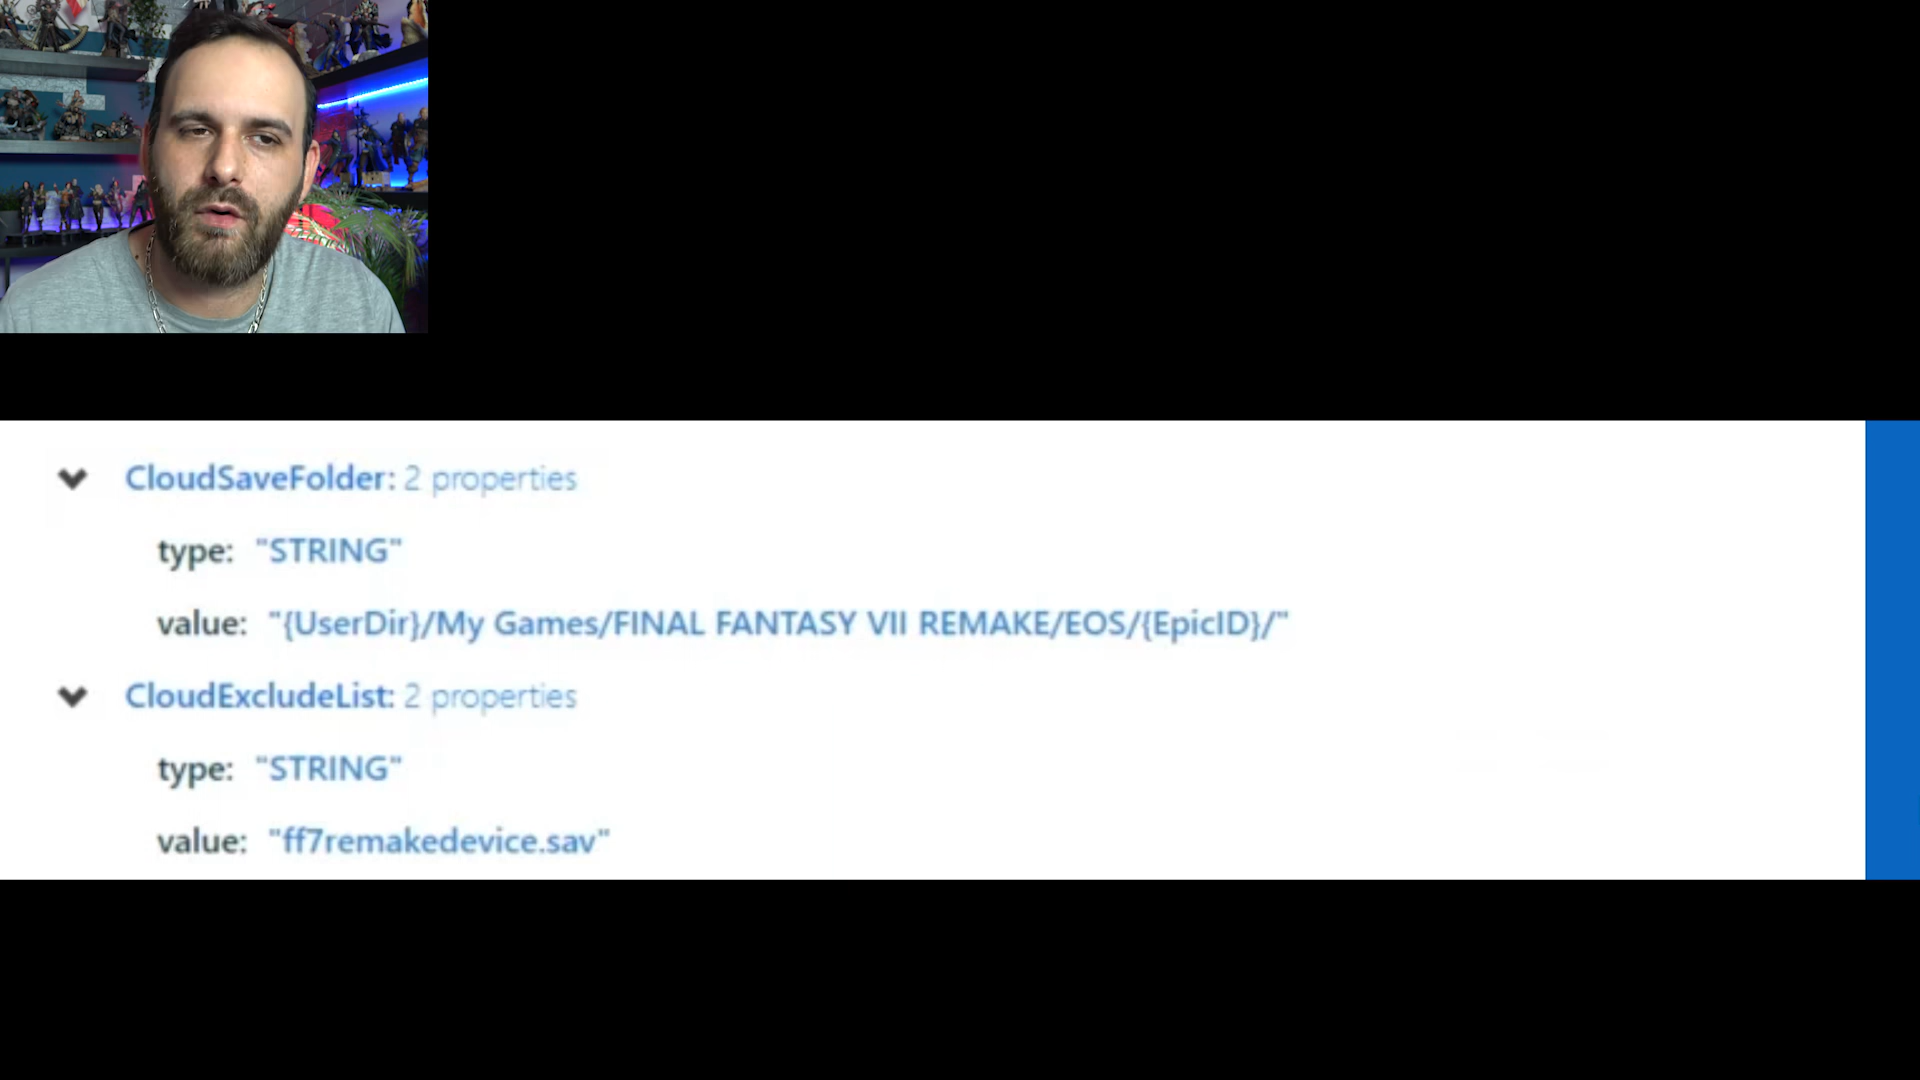 CloudSaveFolder: 2 properties
type: "STRING"
value: "{UserDir}/My Games/FINAL FANTASY VII REMAKE/EOS/{EpicID}/"
CloudExcludeList: 2 properties
type: "STRING"
value: "ff7remakedevice.sav"